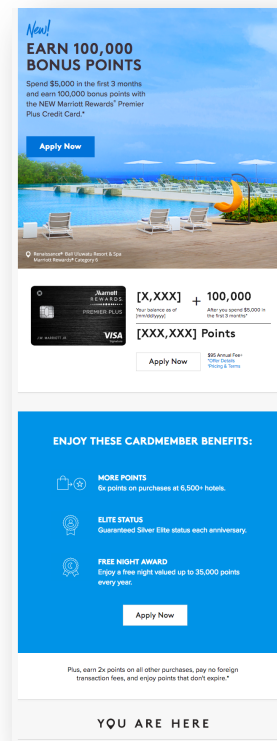 New!
EARN 100,000
BONUS POINTS
Spend $5,000 in the first 3 months
and earn 100,000 bonus points with
the NEW Marriott Rewards® Premier
Plus Credit Card.*
Apply Now
Renaissance® Bali Uluwatu Resort & Spa
Marriott Rewards® Category 6
Marriott
REWARDS
PREMIER PLUS
J W MARRIOTT JR
VISA
Signature
[X,XXX] + 100,000
Your balance as of
(mm/dd/yyyy)
After you spend $5,000 in
the first 3 months*
[XXX,XXX] Points
Apply Now
$95 Annual Fee+
*Offer Details
†Pricing & Terms
ENJOY THESE CARDMEMBER BENEFITS:
MORE POINTS
6x points on purchases at 6,500+ hotels.
ELITE STATUS
Guaranteed Silver Elite status each anniversary.
FREE NIGHT AWARD
Enjoy a free night valued up to 35,000 points
every year.
Apply Now
Plus, earn 2x points on all other purchases, pay no foreign
transaction fees, and enjoy points that don't expire.*
YOU ARE HERE